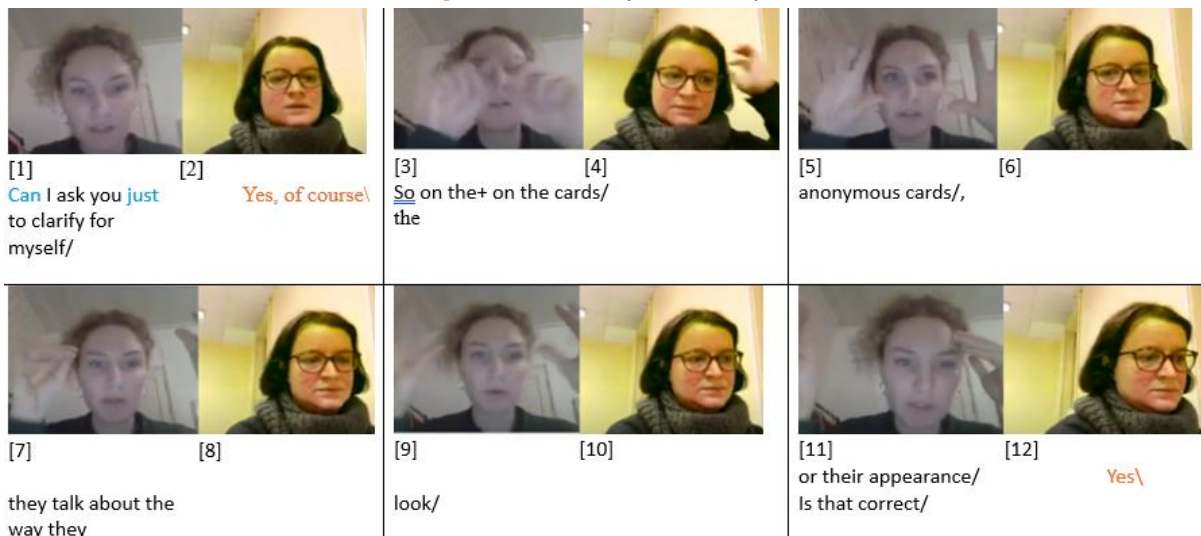 [1] [2]
Can I ask you just Yes, of course\
to clarify for
myself/
[3] [4]
So on the+ on the cards/
the
[5] [6]
anonymous cards/,
[7] [8]
they talk about the
way they
[9] [10]
look/
[11] [12]
or their appearance/ Yes\
Is that correct/